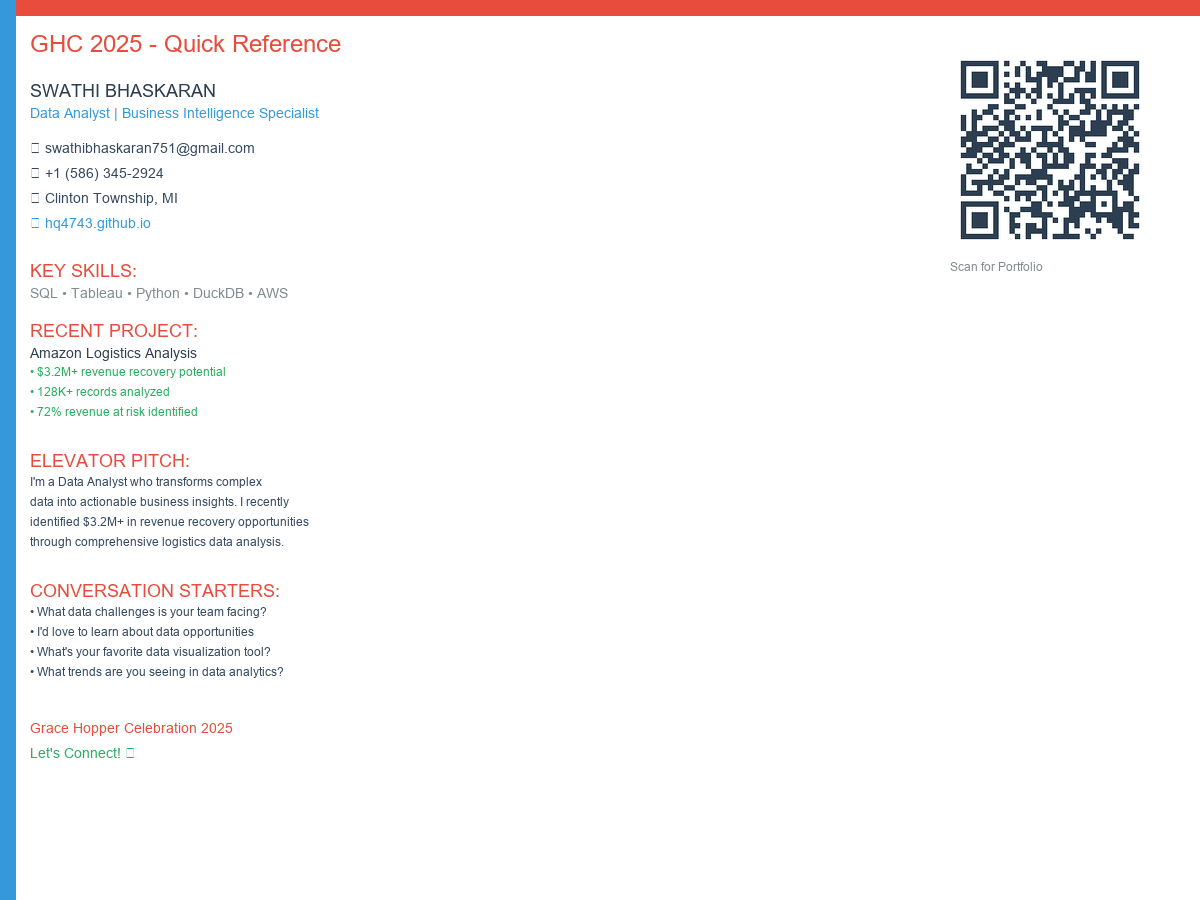 GHC 2025 - Quick Reference
SWATHI BHASKARAN
Data Analyst | Business Intelligence Specialist
swathibhaskaran751@gmail.com
+1 (586) 345-2924
Clinton Township, MI
hq4743.github.io
Scan for Portfolio
KEY SKILLS:
SQL • Tableau • Python • DuckDB • AWS
RECENT PROJECT:
Amazon Logistics Analysis
• $3.2M+ revenue recovery potential
• 128K+ records analyzed
• 72% revenue at risk identified
ELEVATOR PITCH:
I'm a Data Analyst who transforms complex
data into actionable business insights. I recently
identified $3.2M+ in revenue recovery opportunities
through comprehensive logistics data analysis.
CONVERSATION STARTERS:
• What data challenges is your team facing?
• I'd love to learn about data opportunities
• What's your favorite data visualization tool?
• What trends are you seeing in data analytics?
Grace Hopper Celebration 2025
Let's Connect!